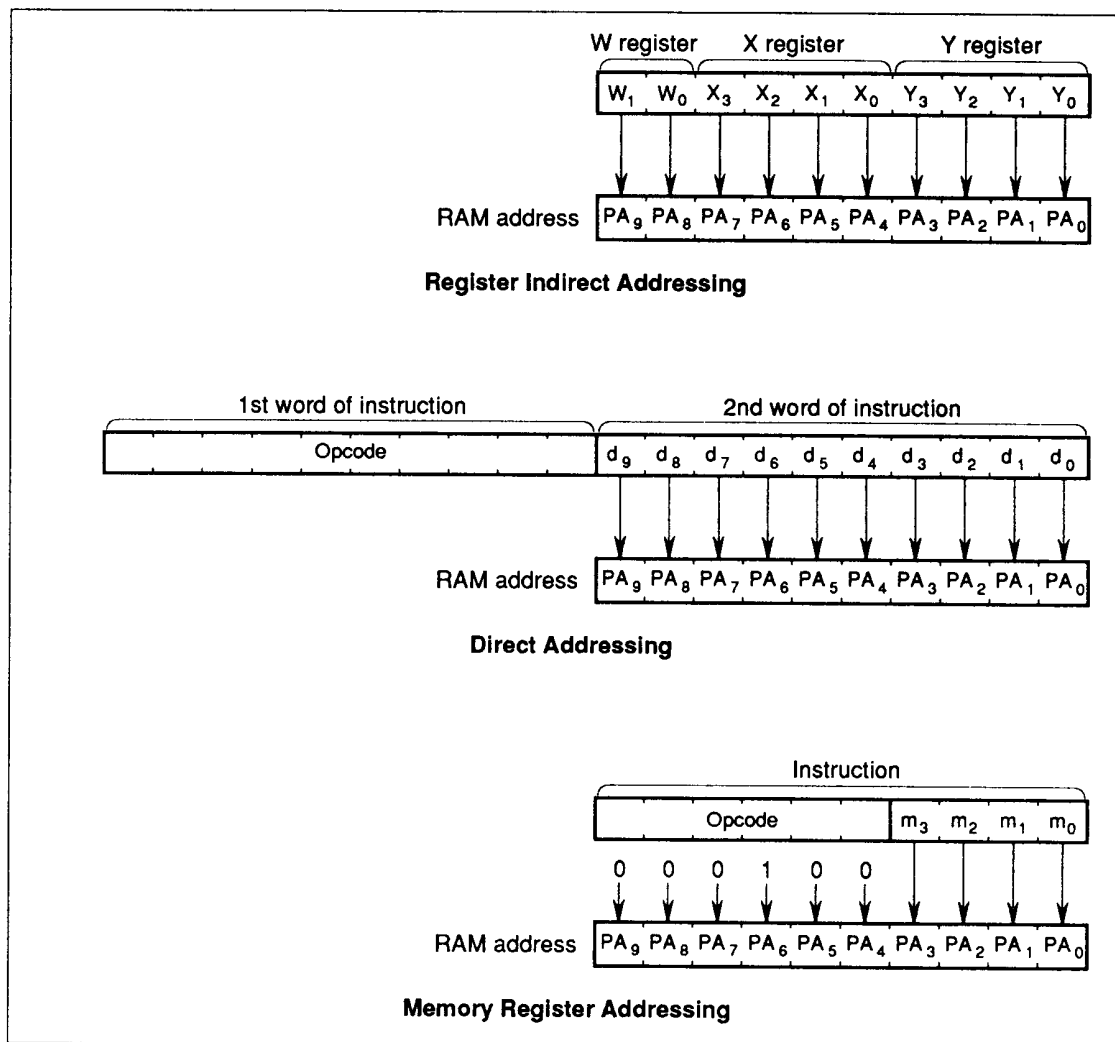 W register X register Y register
W₁ W₀ X₃ X₂ X₁ X₀ Y₃ Y₂ Y₁ Y₀
RAM address PA₉ PA₈ PA₇ PA₆ PA₅ PA₄ PA₃ PA₂ PA₁ PA₀
Register Indirect Addressing
1st word of instruction 2nd word of instruction
Opcode d₉ d₈ d₇ d₆ d₅ d₄ d₃ d₂ d₁ d₀
RAM address PA₉ PA₈ PA₇ PA₆ PA₅ PA₄ PA₃ PA₂ PA₁ PA₀
Direct Addressing
Instruction
Opcode m₃ m₂ m₁ m₀
0 0 0 1 0 0
RAM address PA₉ PA₈ PA₇ PA₆ PA₅ PA₄ PA₃ PA₂ PA₁ PA₀
Memory Register Addressing